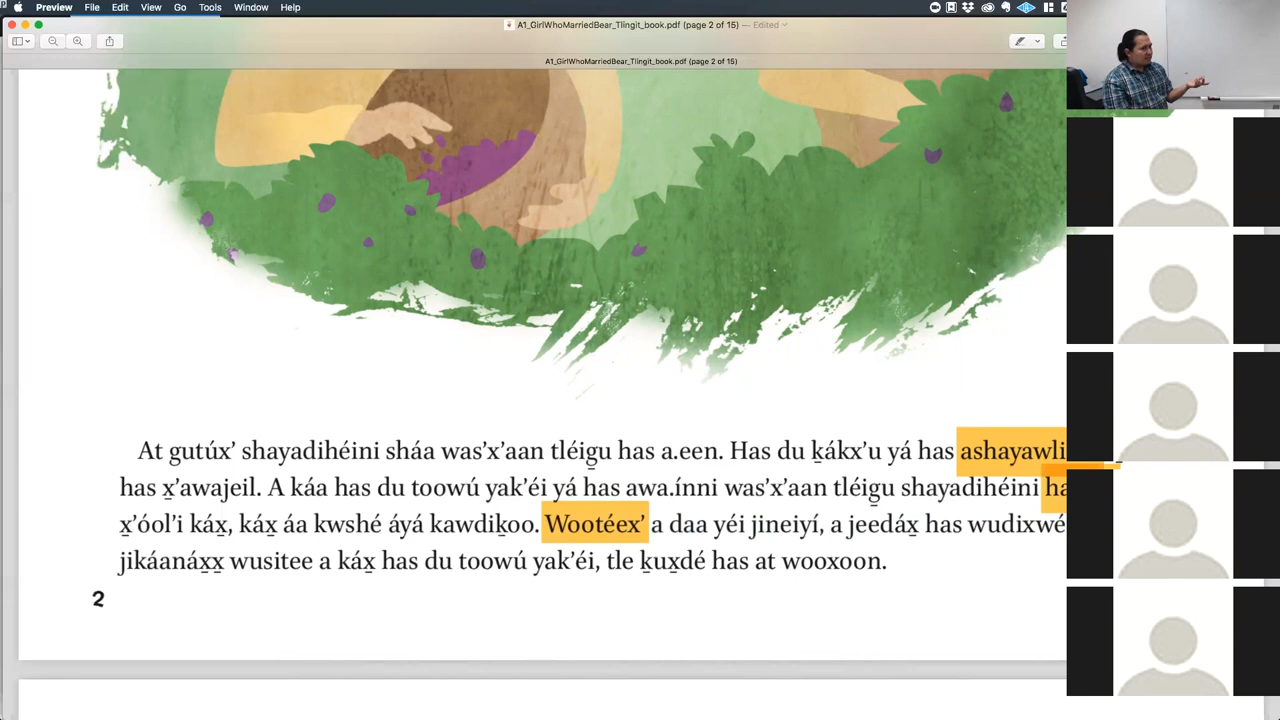 Preview File Edit View Go Tools Window Help
A1_GirlWhoMarriedBear_Tlingit_book.pdf (page 2 of 15) — Edited
A1_GirlWhoMarriedBear_Tlingit_book.pdf (page 2 of 15)
At gutúx’ shayadihéini sháa was’x’aan tléig̱u has a.een. Has du ḵákx’u yá has ashayawli
has x̱’awajeil. A káa has du toowú yak’éi yá has awa.ínni was’x’aan tléig̱u shayadihéini ha
x̱’óol’i káx̱, káx̱ áa kwshé áyá kawdiḵoo. Wootéex’ a daa yéi jineiyí, a jeedáx̱ has wudixwé
jikáanáx̱x̱ wusitee a káx̱ has du toowú yak’éi, tle ḵux̱dé has at wooxoon.
2